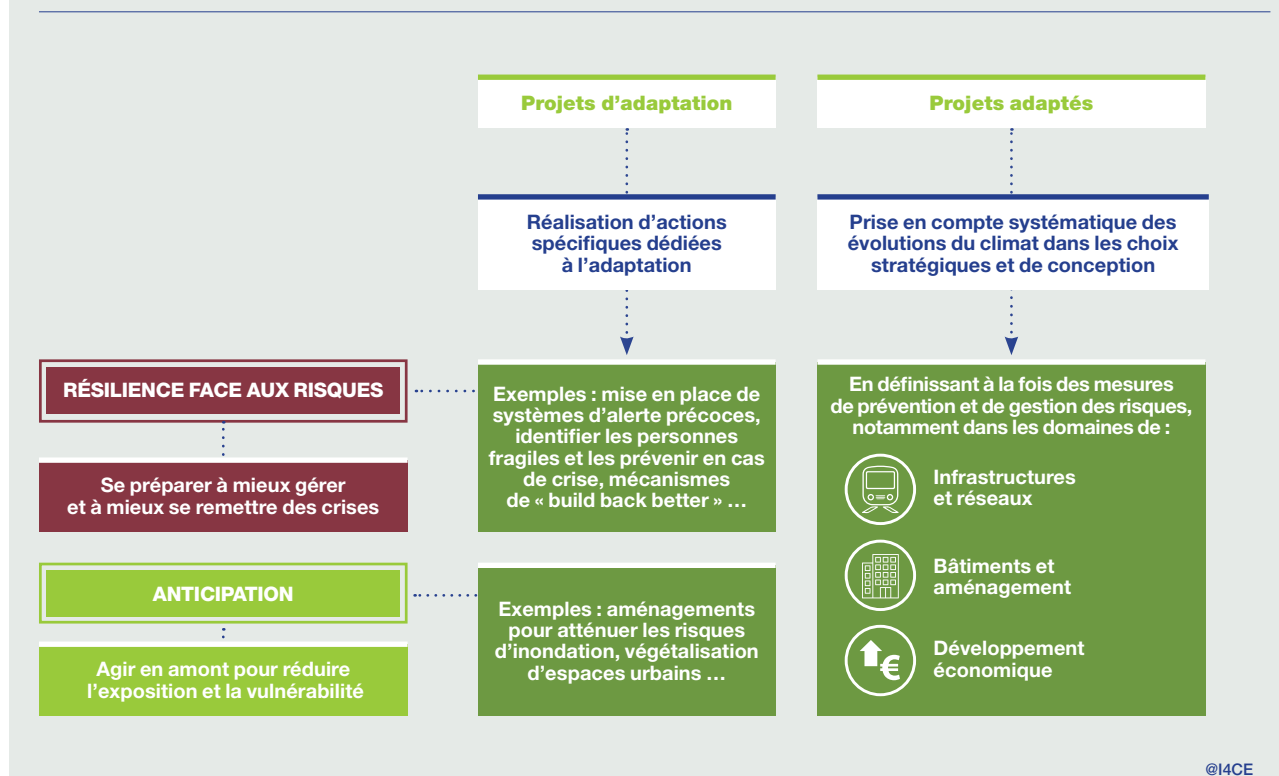 Projets d'adaptation
Projets adaptés
Réalisation d'actions
spécifiques dédiées
à l'adaptation
Prise en compte systématique des
évolutions du climat dans les choix
stratégiques et de conception
RÉSILIENCE FACE AUX RISQUES
Se préparer à mieux gérer
et à mieux se remettre des crises
Exemples : mise en place de
systèmes d'alerte précoces,
identifier les personnes
fragiles et les prévenir en cas
de crise, mécanismes
de « build back better » …
En définissant à la fois des mesures
de prévention et de gestion des risques,
notamment dans les domaines de :
Infrastructures
et réseaux
Bâtiments et
aménagement
€
Développement
économique
ANTICIPATION
Agir en amont pour réduire
l'exposition et la vulnérabilité
Exemples : aménagements
pour atténuer les risques
d'inondation, végétalisation
d'espaces urbains …
@I4CE